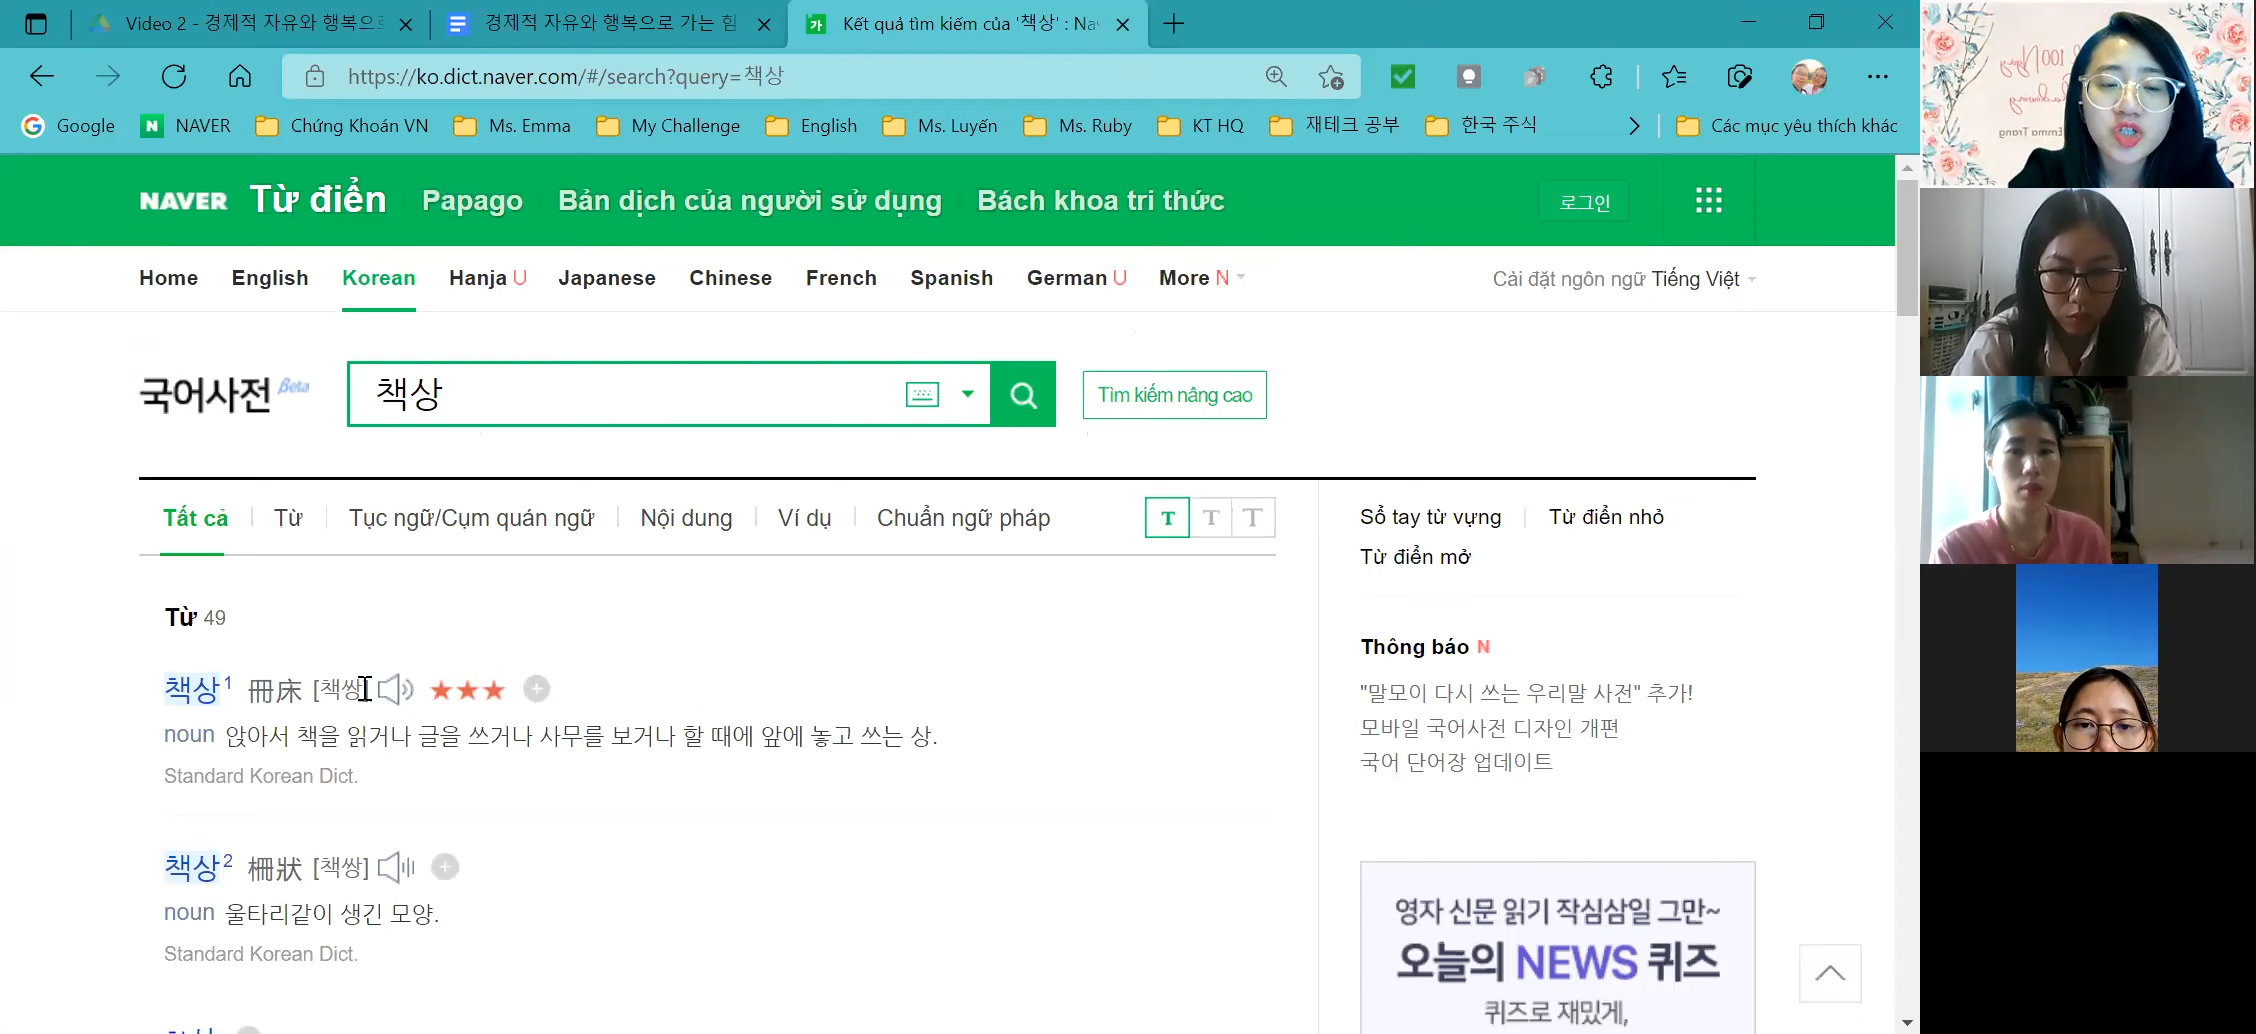 Video 2 - 경제적 자유와 행복으로
경제적 자유와 행복으로 가는 힘
Kết quả tìm kiếm của '책상' : Na
https://ko.dict.naver.com/#/search?query=책상
Google
NAVER
Chứng Khoán VN
Ms. Emma
My Challenge
English
Ms. Luyến
Ms. Ruby
KT HQ
재테크 공부
한국 주식
Các mục yêu thích khác
NAVER Từ điển Papago Bản dịch của người sử dụng Bách khoa tri thức 로그인
Home English Korean Hanja U Japanese Chinese French Spanish German U More N
Cài đặt ngôn ngữ Tiếng Việt
국어사전 Beta
책상
Tìm kiếm nâng cao
Tất cả Từ Tục ngữ/Cụm quán ngữ Nội dung Ví dụ Chuẩn ngữ pháp T T T
Từ 49
책상1 冊床 [책쌍]
noun 앉아서 책을 읽거나 글을 쓰거나 사무를 보거나 할 때에 앞에 놓고 쓰는 상.
Standard Korean Dict.
책상2 柵狀 [책쌍]
noun 울타리같이 생긴 모양.
Standard Korean Dict.
Sổ tay từ vựng Từ điển nhỏ
Từ điển mở
Thông báo N
"말모이 다시 쓰는 우리말 사전" 추가!
모바일 국어사전 디자인 개편
국어 단어장 업데이트
영자 신문 읽기 작심삼일 그만~
오늘의 NEWS 퀴즈
퀴즈로 재밌게,
100 Ngày
Emma Trang